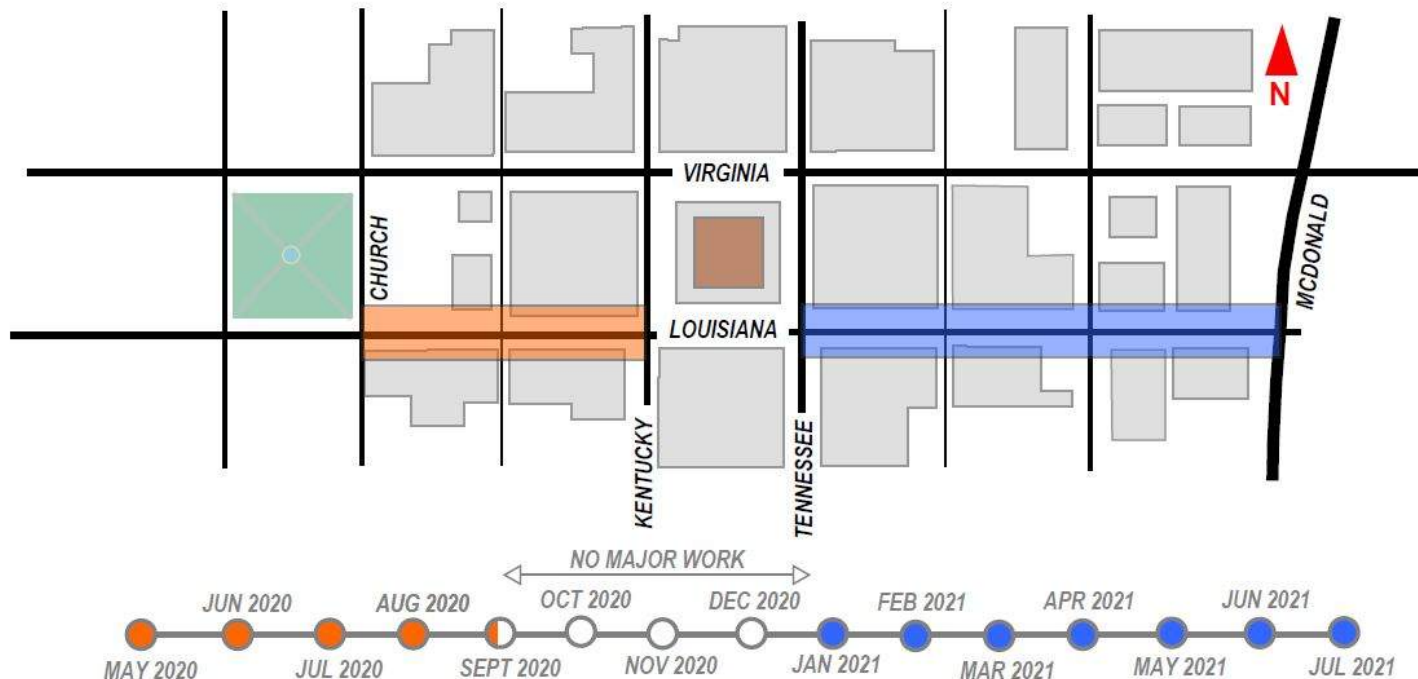 N
VIRGINIA
CHURCH
MCDONALD
LOUISIANA
KENTUCKY
TENNESSEE
NO MAJOR WORK
JUN 2020
AUG 2020
OCT 2020
DEC 2020
FEB 2021
APR 2021
JUN 2021
MAY 2020
JUL 2020
SEPT 2020
NOV 2020
JAN 2021
MAR 2021
MAY 2021
JUL 2021